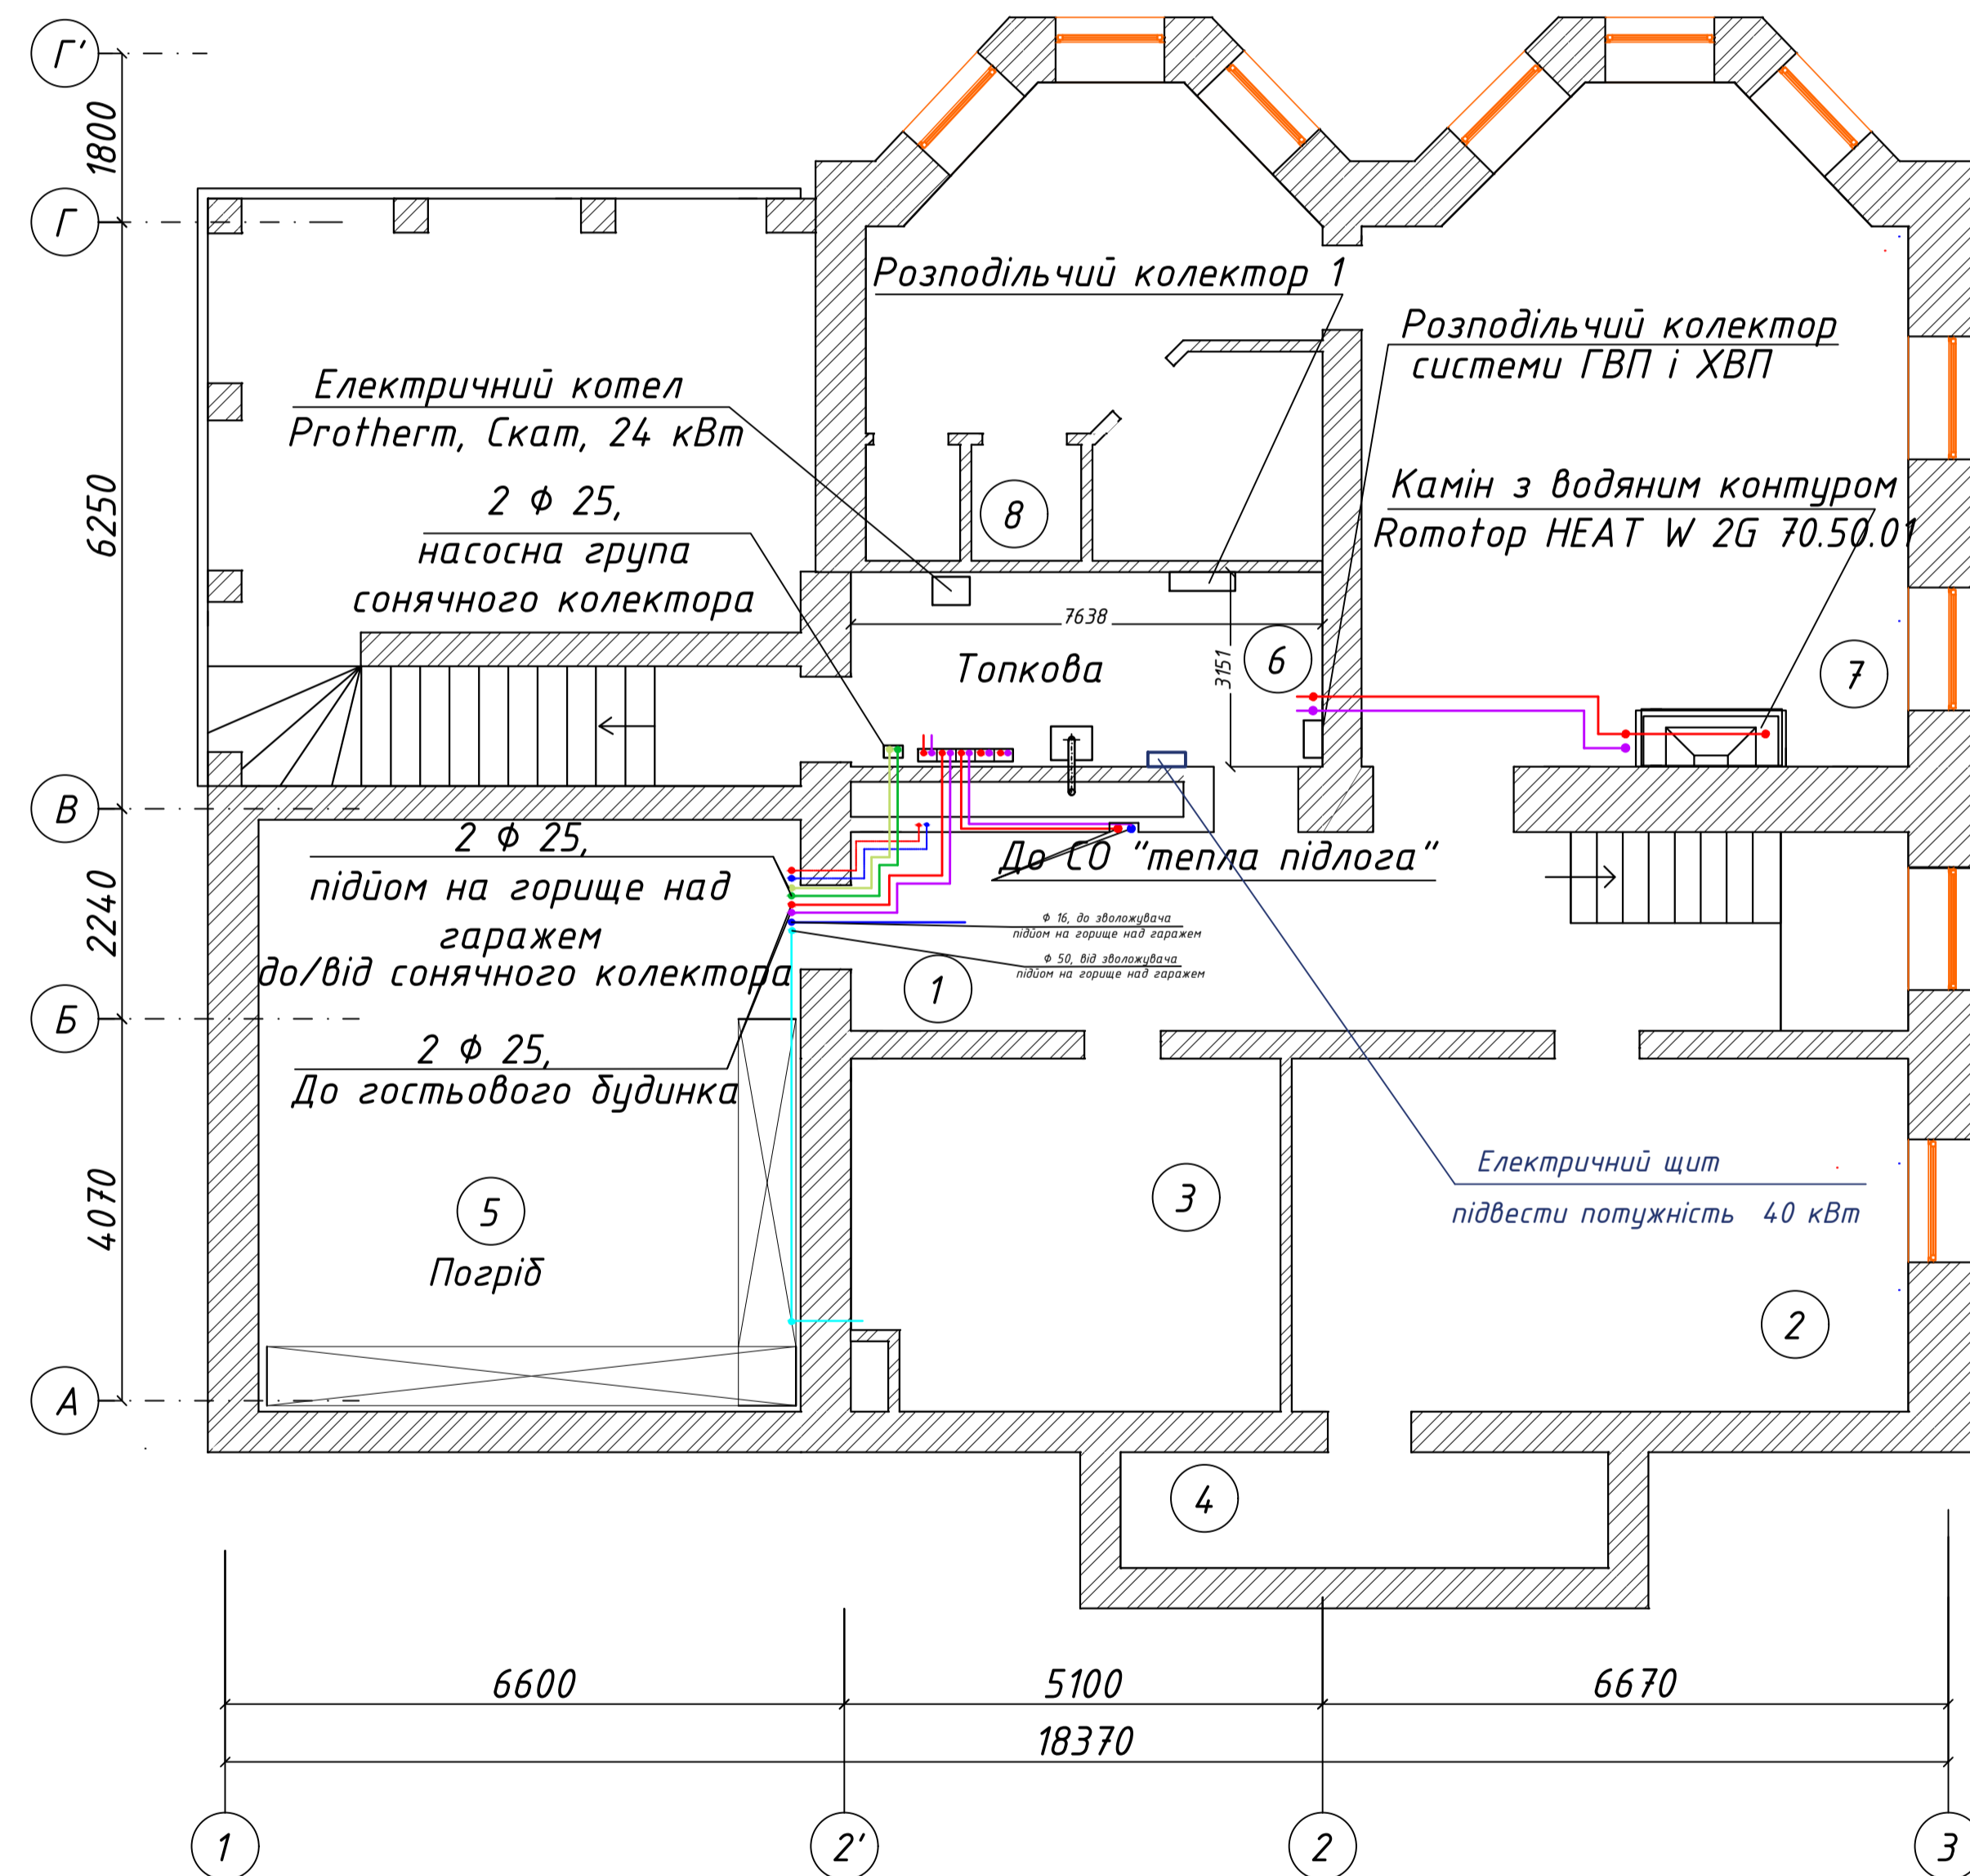 Г'
1800
Г
6250
В
2240
Б
4070
А
Розподільчий колектор 1
Розподільчий колектор
системи ГВП і ХВП
Електричний котел
Protherm, Скат, 24 кВт
2 Ф 25,
насосна група
сонячного колектора
Камін з водяним контуром
Romotop HEAT W 2G 70.50.01
8
7638
3151
Топкова
6
7
2 Ф 25,
підйом на горище над
гаражем
до/від сонячного колектора
До СО "тепла підлога"
Ф 16, до зволожувача
підйом на горище над гаражем
Ф 50, від зволожувача
підйом на горище над гаражем
1
2 Ф 25,
До гостьового будинка
5
Погріб
3
Електричний щит
підвести потужність 40 кВт
2
4
6600
5100
6670
18370
1
2'
2
3